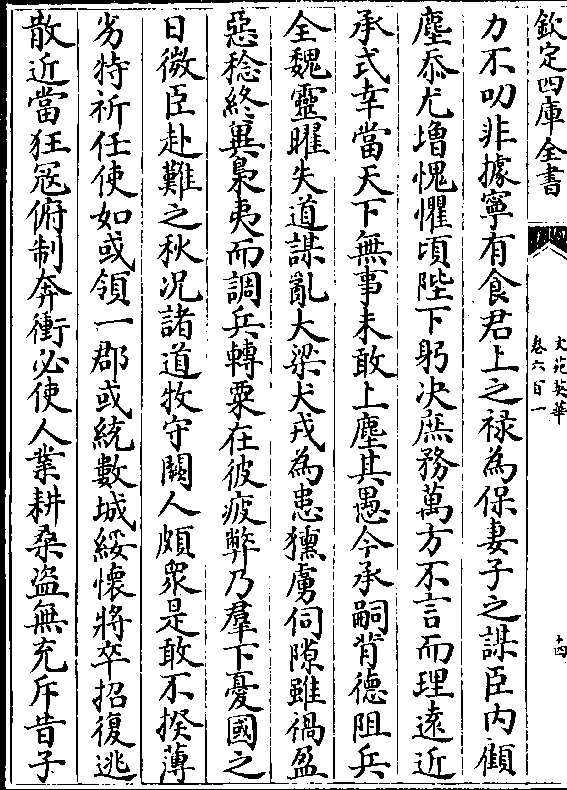 欽定四庫全書
文苑英華
卷六百一
十四
力不叨非據寧有食君上之禄為保妻子之謀臣内顧
塵忝尤增愧懼頃陛下躬決庶務萬方不言而理遠近
承式幸當天下無事未敢上塵其愚今承嗣背德阻兵
全魏靈曜失道謀亂大梁犬戎為患獯虜伺隙雖禍盈
惡稔終冀梟夷而調兵轉粟在彼疲弊乃羣下憂國之
日微臣赴難之秋況諸道牧守闕人頗衆是敢不揆薄
劣特祈任使如或領一郡或統數城綏懷將卒招復逃
散近當狂冦俯制奔衝必使人業耕桑盜無充斥昔子